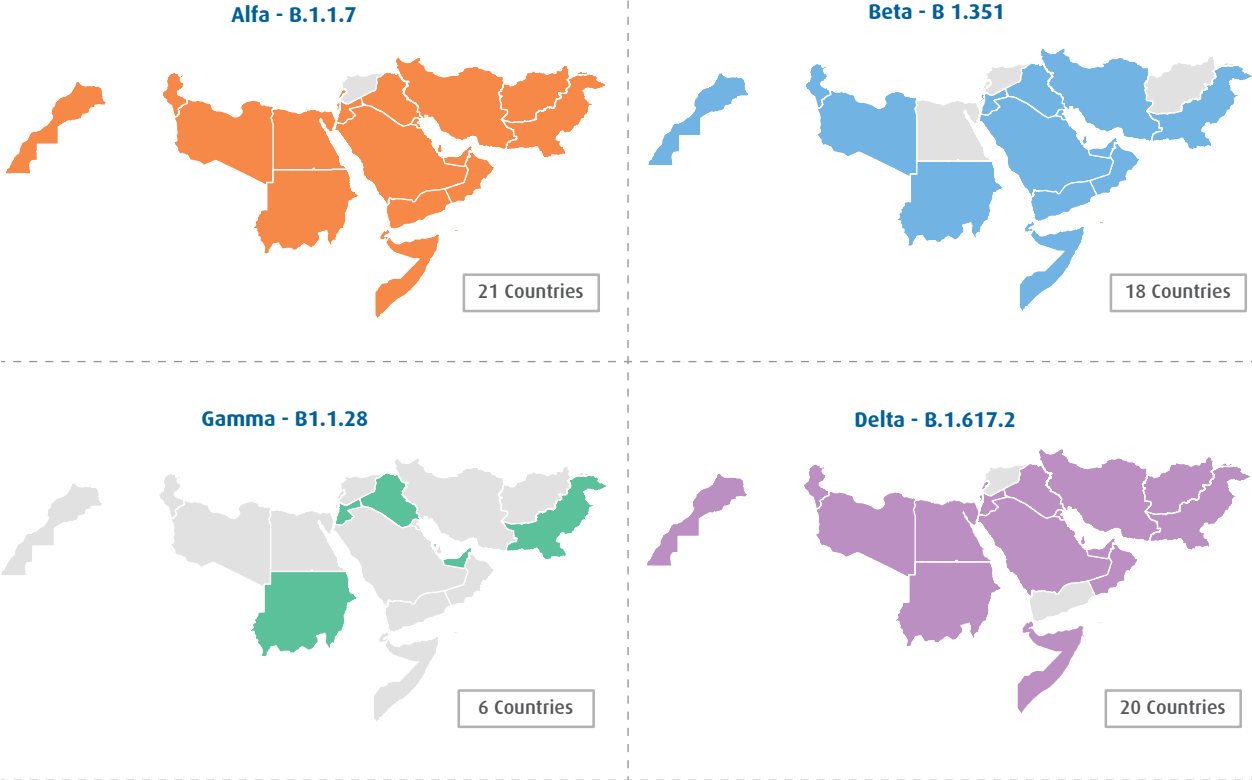 Alfa - B.1.1.7
Beta - B 1.351
21 Countries
18 Countries
Gamma - B1.1.28
Delta - B.1.617.2
6 Countries
20 Countries